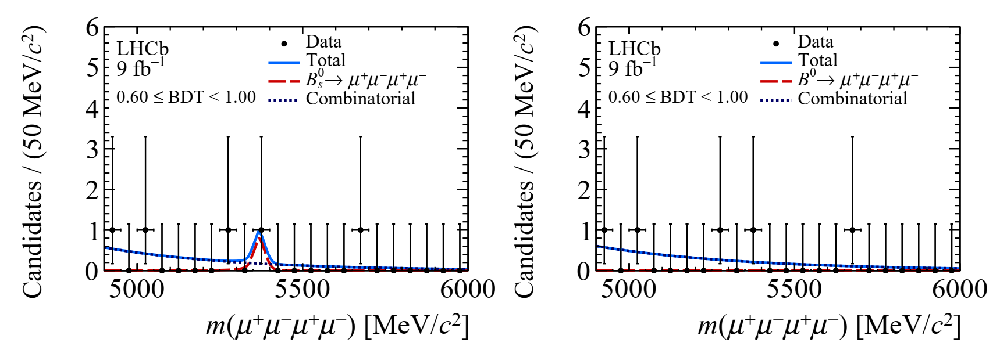 Candidates / (50 MeV/c²)
6
5
4
3
2
1
0
LHCb
9 fb⁻¹
0.60 ≤ BDT < 1.00
Data
Total
B⁰ₛ→ μ⁺μ⁻μ⁺μ⁻
Combinatorial
5000 5500 6000
m(μ⁺μ⁻μ⁺μ⁻) [MeV/c²]
Candidates / (50 MeV/c²)
6
5
4
3
2
1
0
LHCb
9 fb⁻¹
0.60 ≤ BDT < 1.00
Data
Total
B⁰→ μ⁺μ⁻μ⁺μ⁻
Combinatorial
5000 5500 6000
m(μ⁺μ⁻μ⁺μ⁻) [MeV/c²]